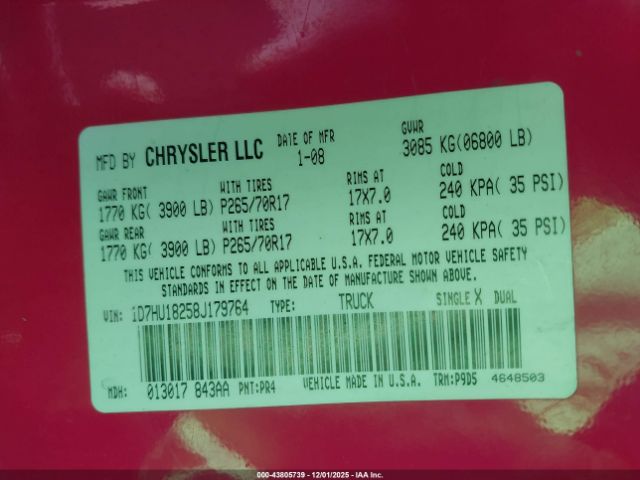 MFD BY CHRYSLER LLC DATE OF MFR 1-08 GVWR 3085 KG(06800 LB)
GAWR FRONT WITH TIRES RIMS AT COLD
1770 KG( 3900 LB) P265/70R17 17X7.0 240 KPA( 35 PSI)
GAWR REAR WITH TIRES RIMS AT COLD
1770 KG( 3900 LB) P265/70R17 17X7.0 240 KPA( 35 PSI)
THIS VEHICLE CONFORMS TO ALL APPLICABLE U.S.A. FEDERAL MOTOR VEHICLE SAFETY
STANDARDS IN EFFECT ON THE DATE OF MANUFACTURE SHOWN ABOVE.
VIN: 1D7HU18258J179764 TYPE: TRUCK SINGLE X DUAL
MDH: 013017 843AA PNT:PR4 VEHICLE MADE IN U.S.A. TRM:P9D5 4648503
000-43805739 - 12/01/2025 - IAA Inc.